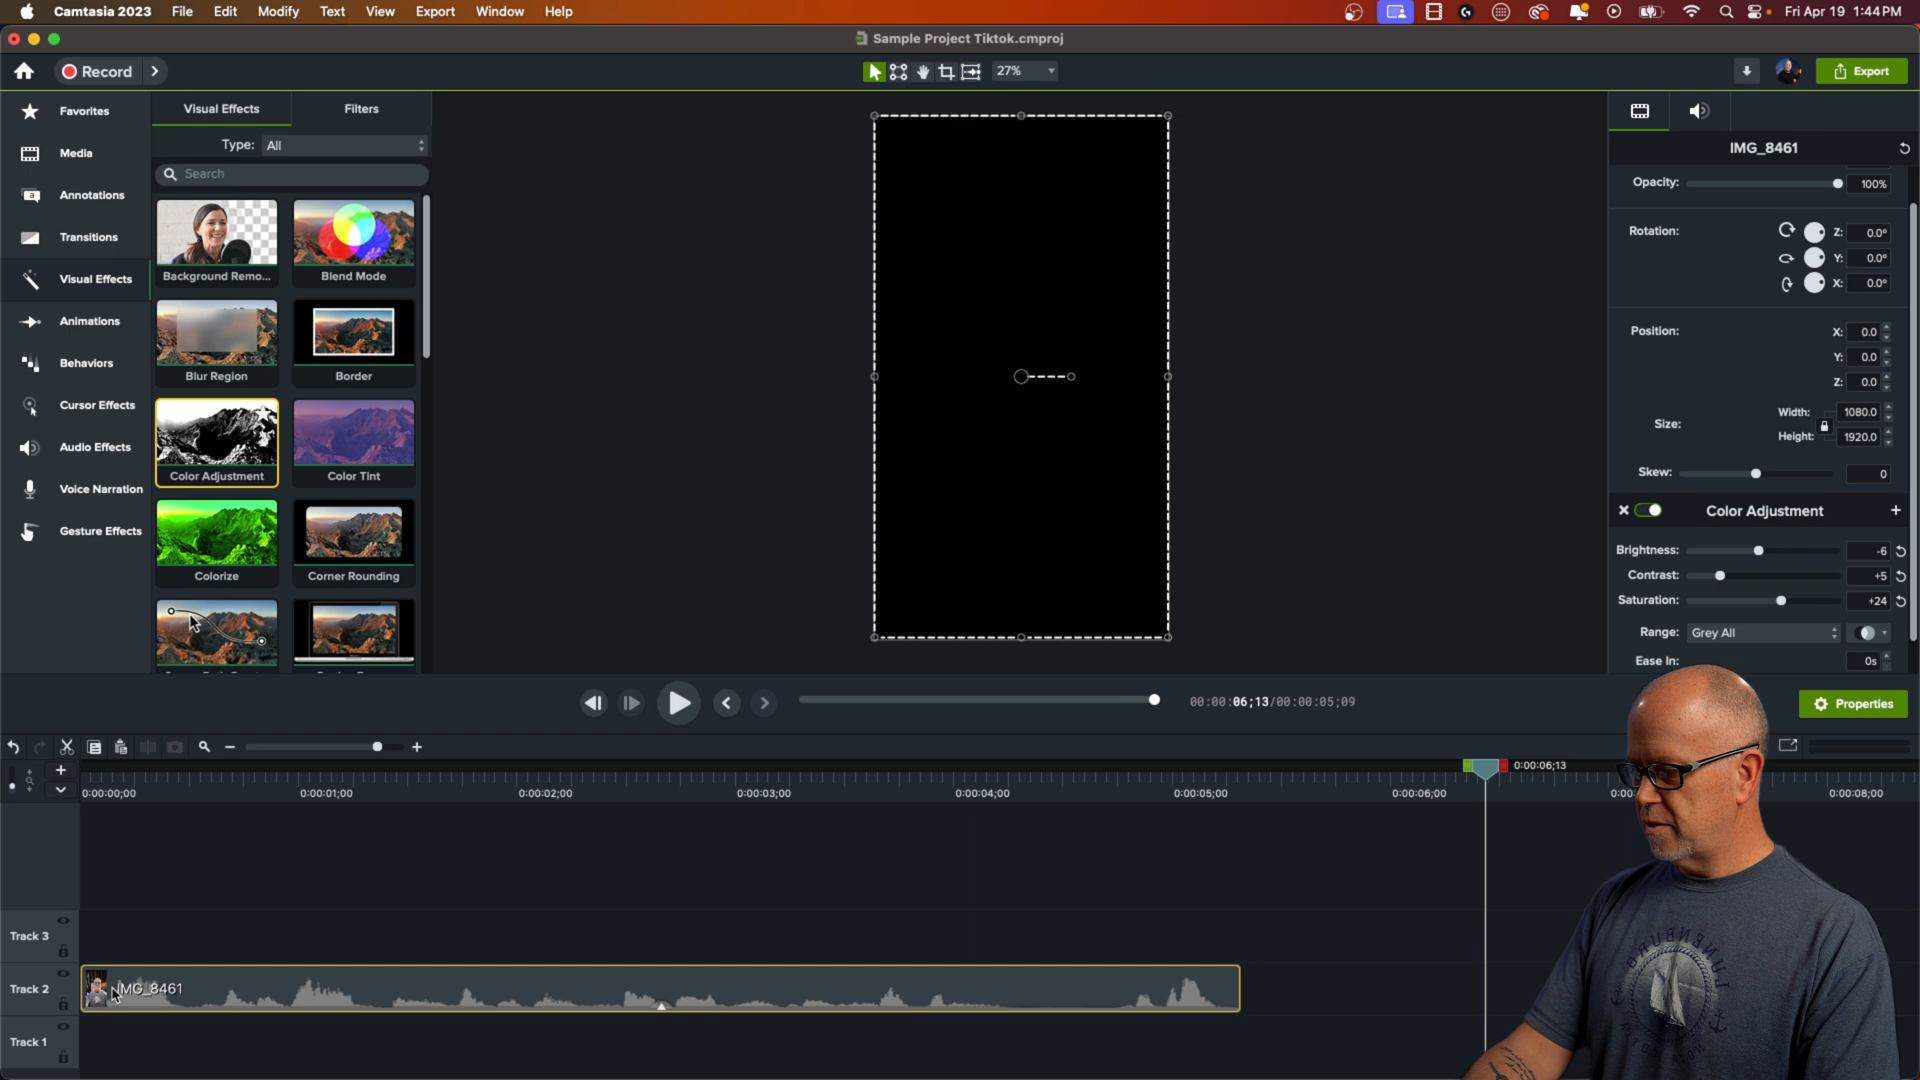 Camtasia 2023 File Edit Modify Text View Export Window Help
Fri Apr 19 1:44 PM
Sample Project Tiktok.cmproj
Record
27%
Export
Favorites
Media
Annotations
Transitions
Visual Effects
Animations
Behaviors
Cursor Effects
Audio Effects
Voice Narration
Gesture Effects
Visual Effects Filters
Type: All
Search
Background Remo... Blend Mode
Blur Region Border
Color Adjustment Color Tint
Colorize Corner Rounding
IMG_8461
Opacity: 100%
Rotation: Z: 0.0°
Y: 0.0°
X: 0.0°
Position: X: 0.0
Y: 0.0
Z: 0.0
Size: Width: 1080.0
Height: 1920.0
Skew: 0
Color Adjustment
Brightness: -6
Contrast: +5
Saturation: +24
Range: Grey All
Ease In: 0s
00:00:06;13/00:00:05;09
Properties
0:00:06;13
0:00:00;00 0:00:01;00 0:00:02;00 0:00:03;00 0:00:04;00 0:00:05;00 0:00:06;00 0:00:08;00
Track 3
Track 2
IMG_8461
Track 1